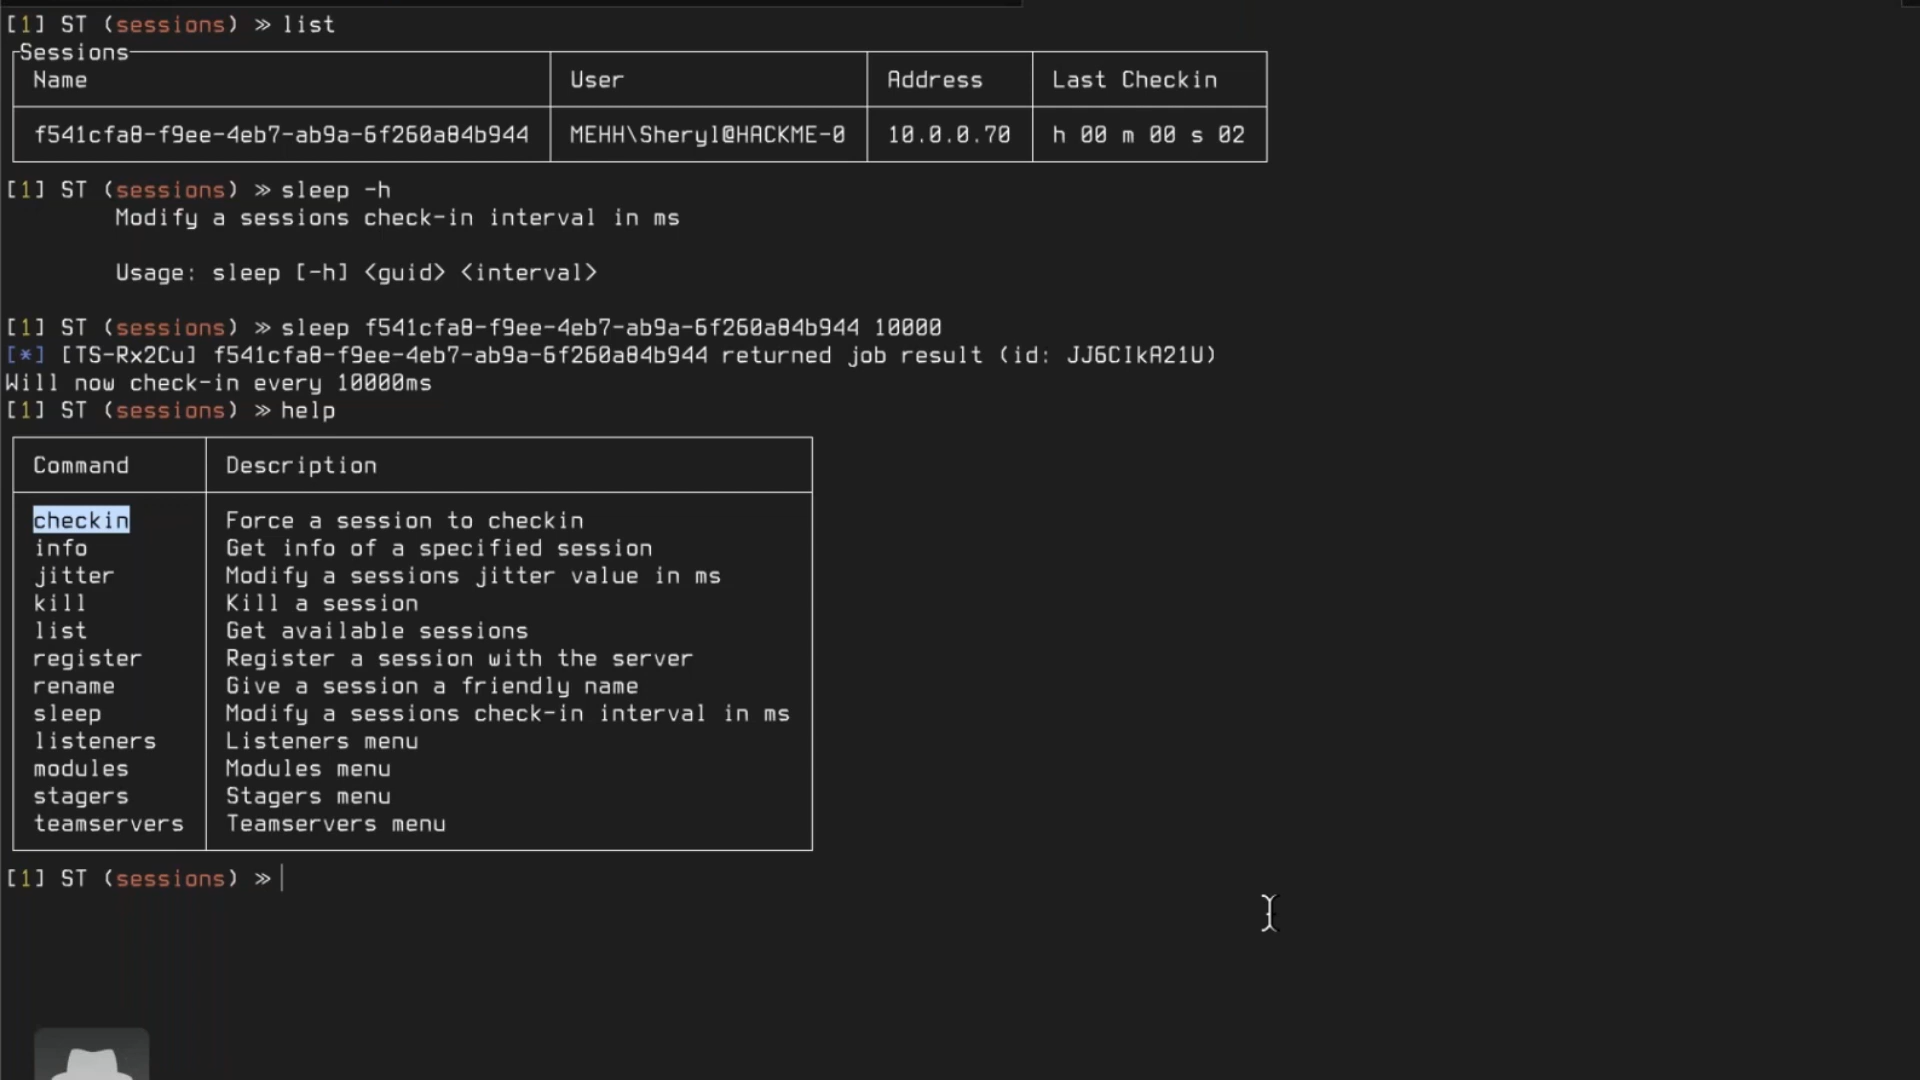 [1] ST (sessions) ≫ list
Sessions
Name User Address Last Checkin
f541cfa8-f9ee-4eb7-ab9a-6f260a84b944 MEHH\Sheryl@HACKME-0 10.0.0.70 h 00 m 00 s 02
[1] ST (sessions) ≫ sleep -h
Modify a sessions check-in interval in ms
Usage: sleep [-h] <guid> <interval>
[1] ST (sessions) ≫ sleep f541cfa8-f9ee-4eb7-ab9a-6f260a84b944 10000
[*] [TS-Rx2Cu] f541cfa8-f9ee-4eb7-ab9a-6f260a84b944 returned job result (id: JJ6CIkA21U)
Will now check-in every 10000ms
[1] ST (sessions) ≫ help
Command Description
checkin Force a session to checkin
info Get info of a specified session
jitter Modify a sessions jitter value in ms
kill Kill a session
list Get available sessions
register Register a session with the server
rename Give a session a friendly name
sleep Modify a sessions check-in interval in ms
listeners Listeners menu
modules Modules menu
stagers Stagers menu
teamservers Teamservers menu
[1] ST (sessions) ≫